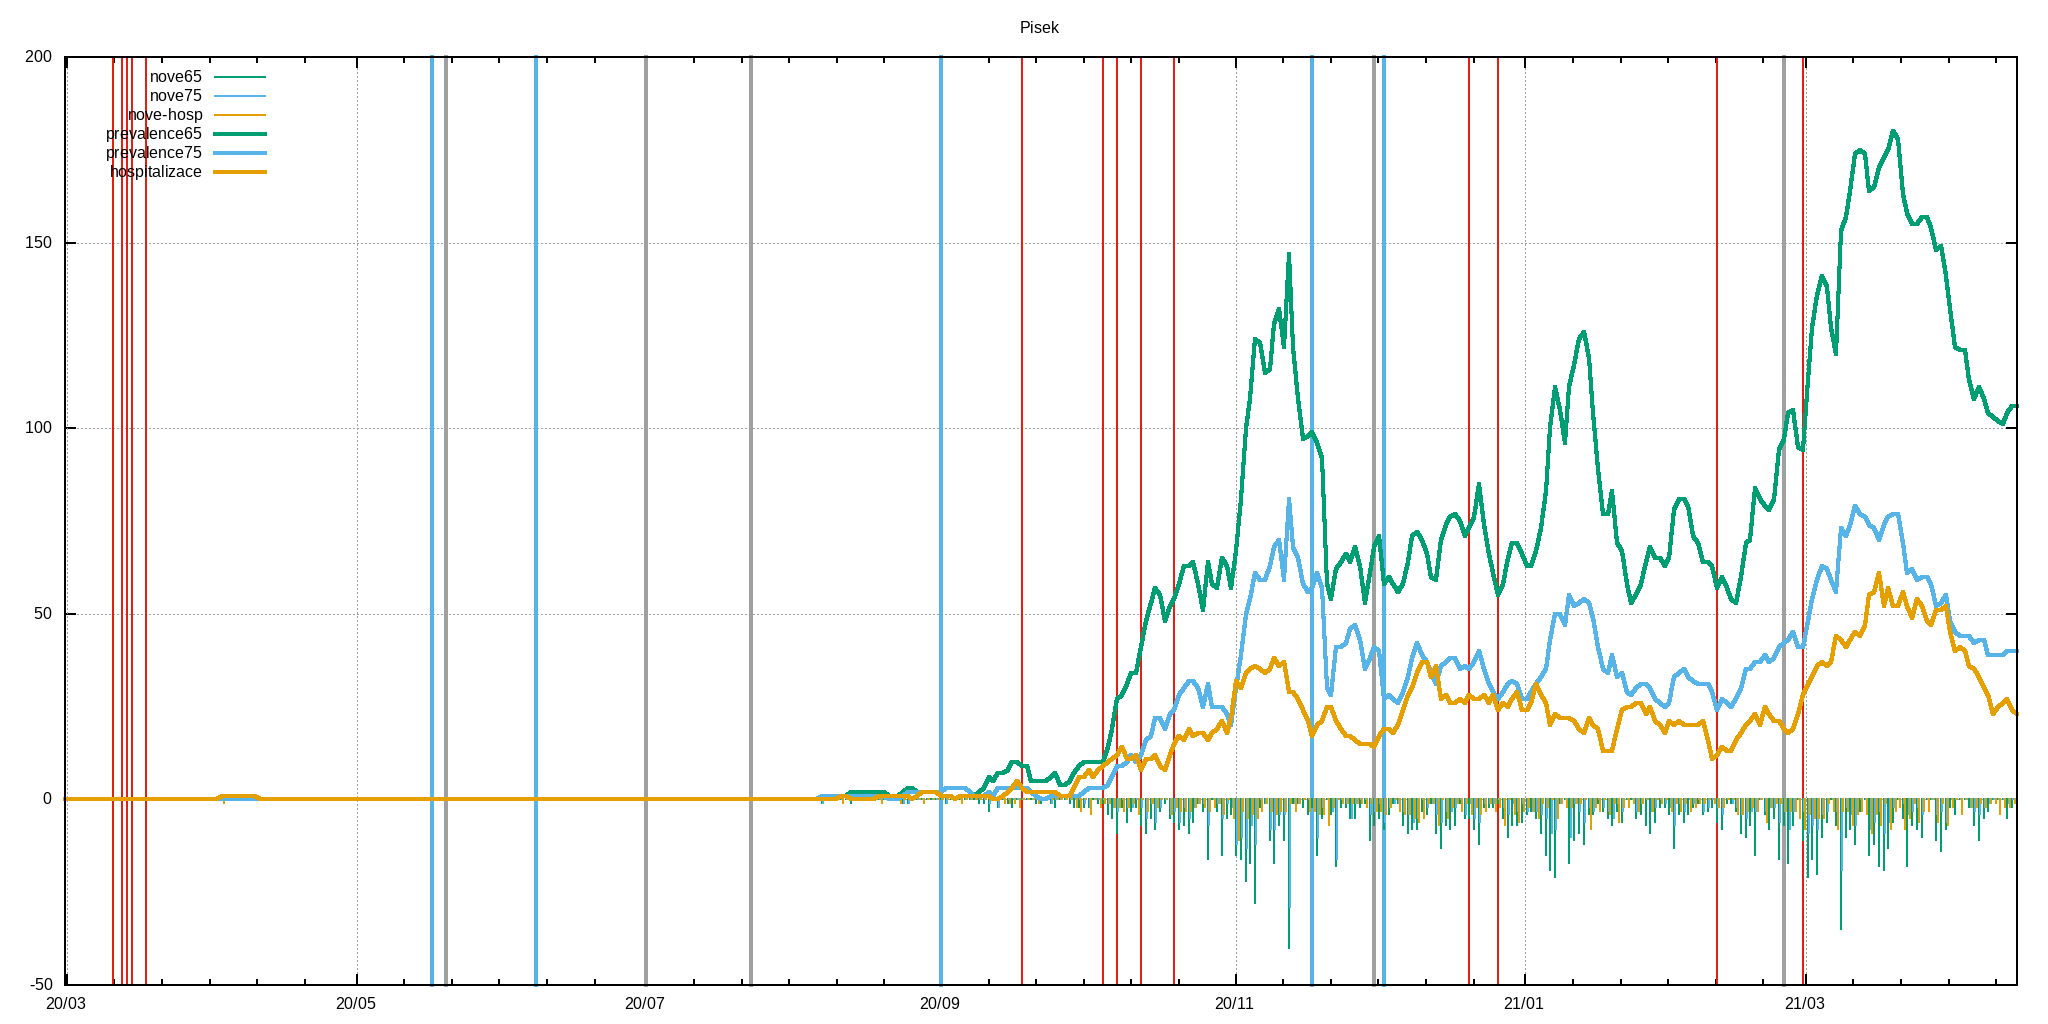 Pisek
200
150
100
50
0
-50
nove65
nove75
nove-hosp
prevalence65
prevalence75
hospitalizace
20/03 20/05 20/07 20/09 20/11 21/01 21/03